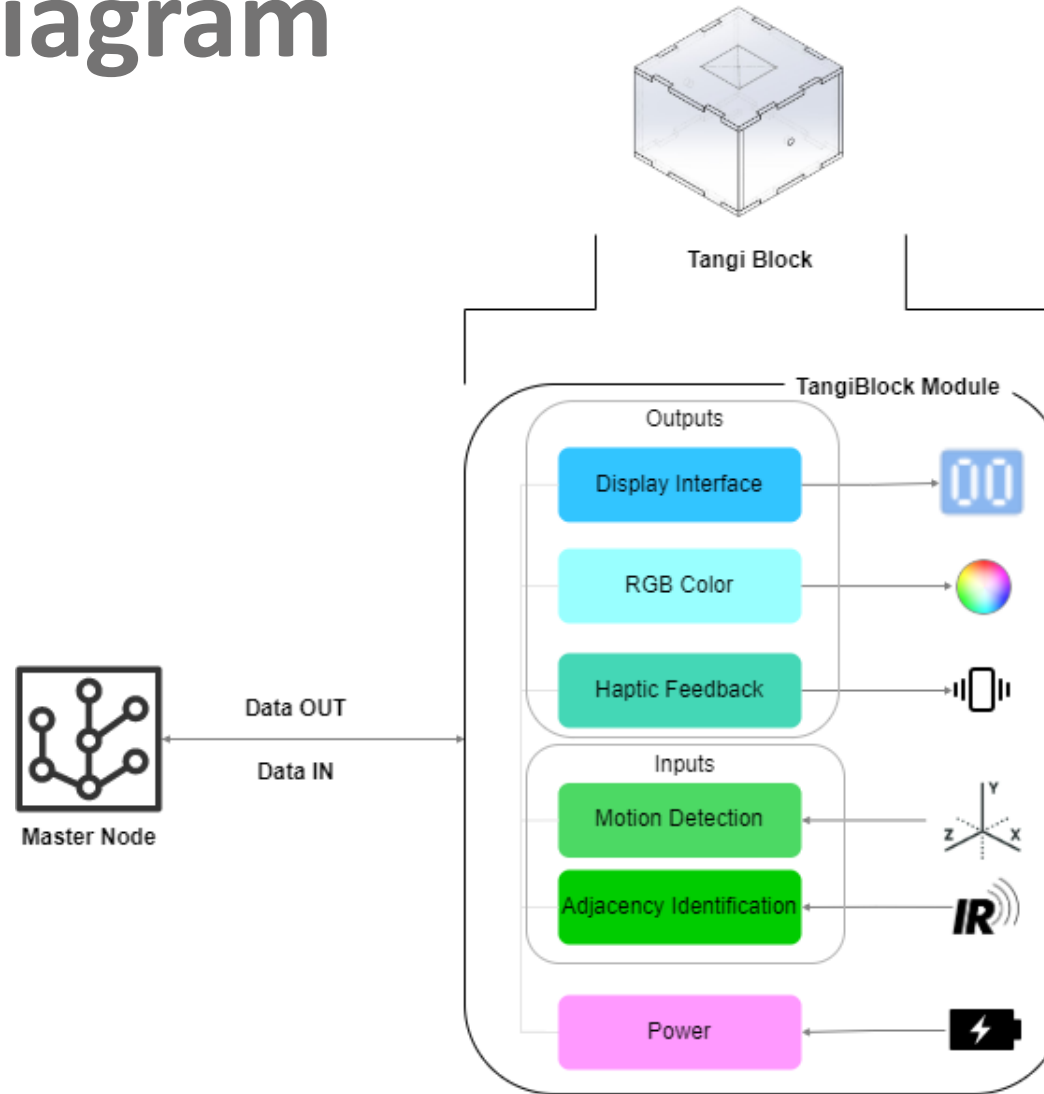 iagram
Tangi Block
TangiBlock Module
Outputs
Display Interface
00
RGB Color
Haptic Feedback
Data OUT
Data IN
Master Node
Inputs
Motion Detection
Y
Z
X
Adjacency Identification
IR
Power